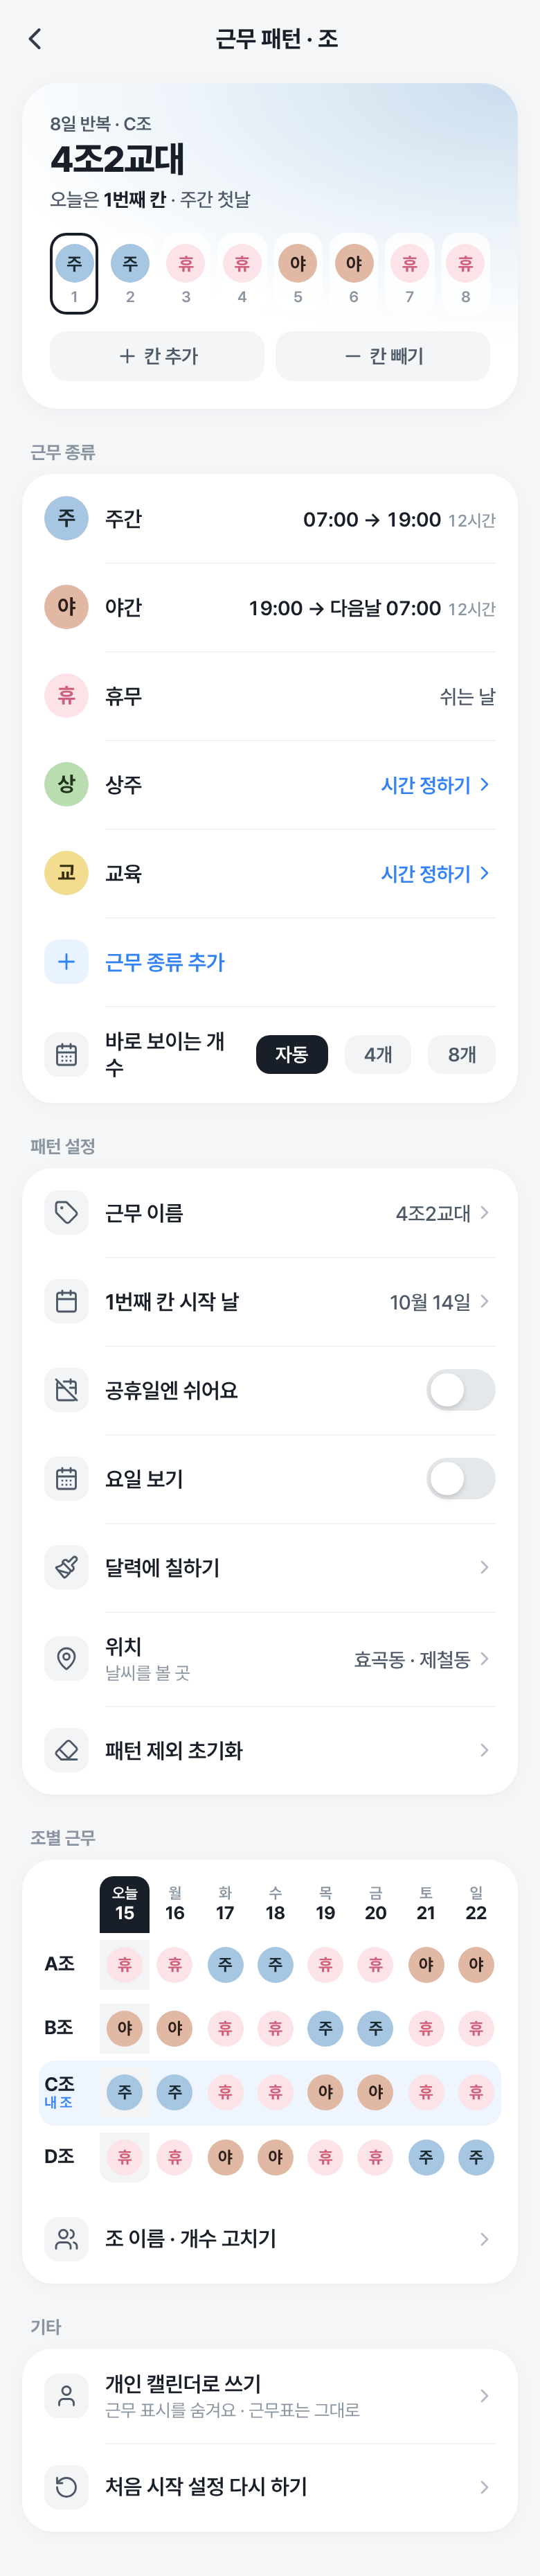 근무 패턴 · 조
8일 반복 · C조
4조2교대
오늘은 1번째 칸 · 주간 첫날
주 주 휴 휴 야 야 휴 휴
1 2 3 4 5 6 7 8
+ 칸 추가 — 칸 빼기
근무 종류
주 주간 07:00 → 19:00 12시간
야 야간 19:00 → 다음날 07:00 12시간
휴 휴무 쉬는 날
상 상주 시간 정하기 >
교 교육 시간 정하기 >
+ 근무 종류 추가
바로 보이는 개
수 자동 4개 8개
패턴 설정
근무 이름 4조2교대 >
1번째 칸 시작 날 10월 14일 >
공휴일엔 쉬어요
요일 보기
달력에 칠하기 >
위치
날씨를 볼 곳 효곡동 · 제철동 >
패턴 제외 초기화 >
조별 근무
오늘 월 화 수 목 금 토 일
15 16 17 18 19 20 21 22
A조 휴 휴 주 주 휴 휴 야 야
B조 야 야 휴 휴 주 주 휴 휴
C조 주 주 휴 휴 야 야 휴 휴
내 조
D조 휴 휴 야 야 휴 휴 주 주
조 이름 · 개수 고치기 >
기타
개인 캘린더로 쓰기 >
근무 표시를 숨겨요 · 근무표는 그대로
처음 시작 설정 다시 하기 >